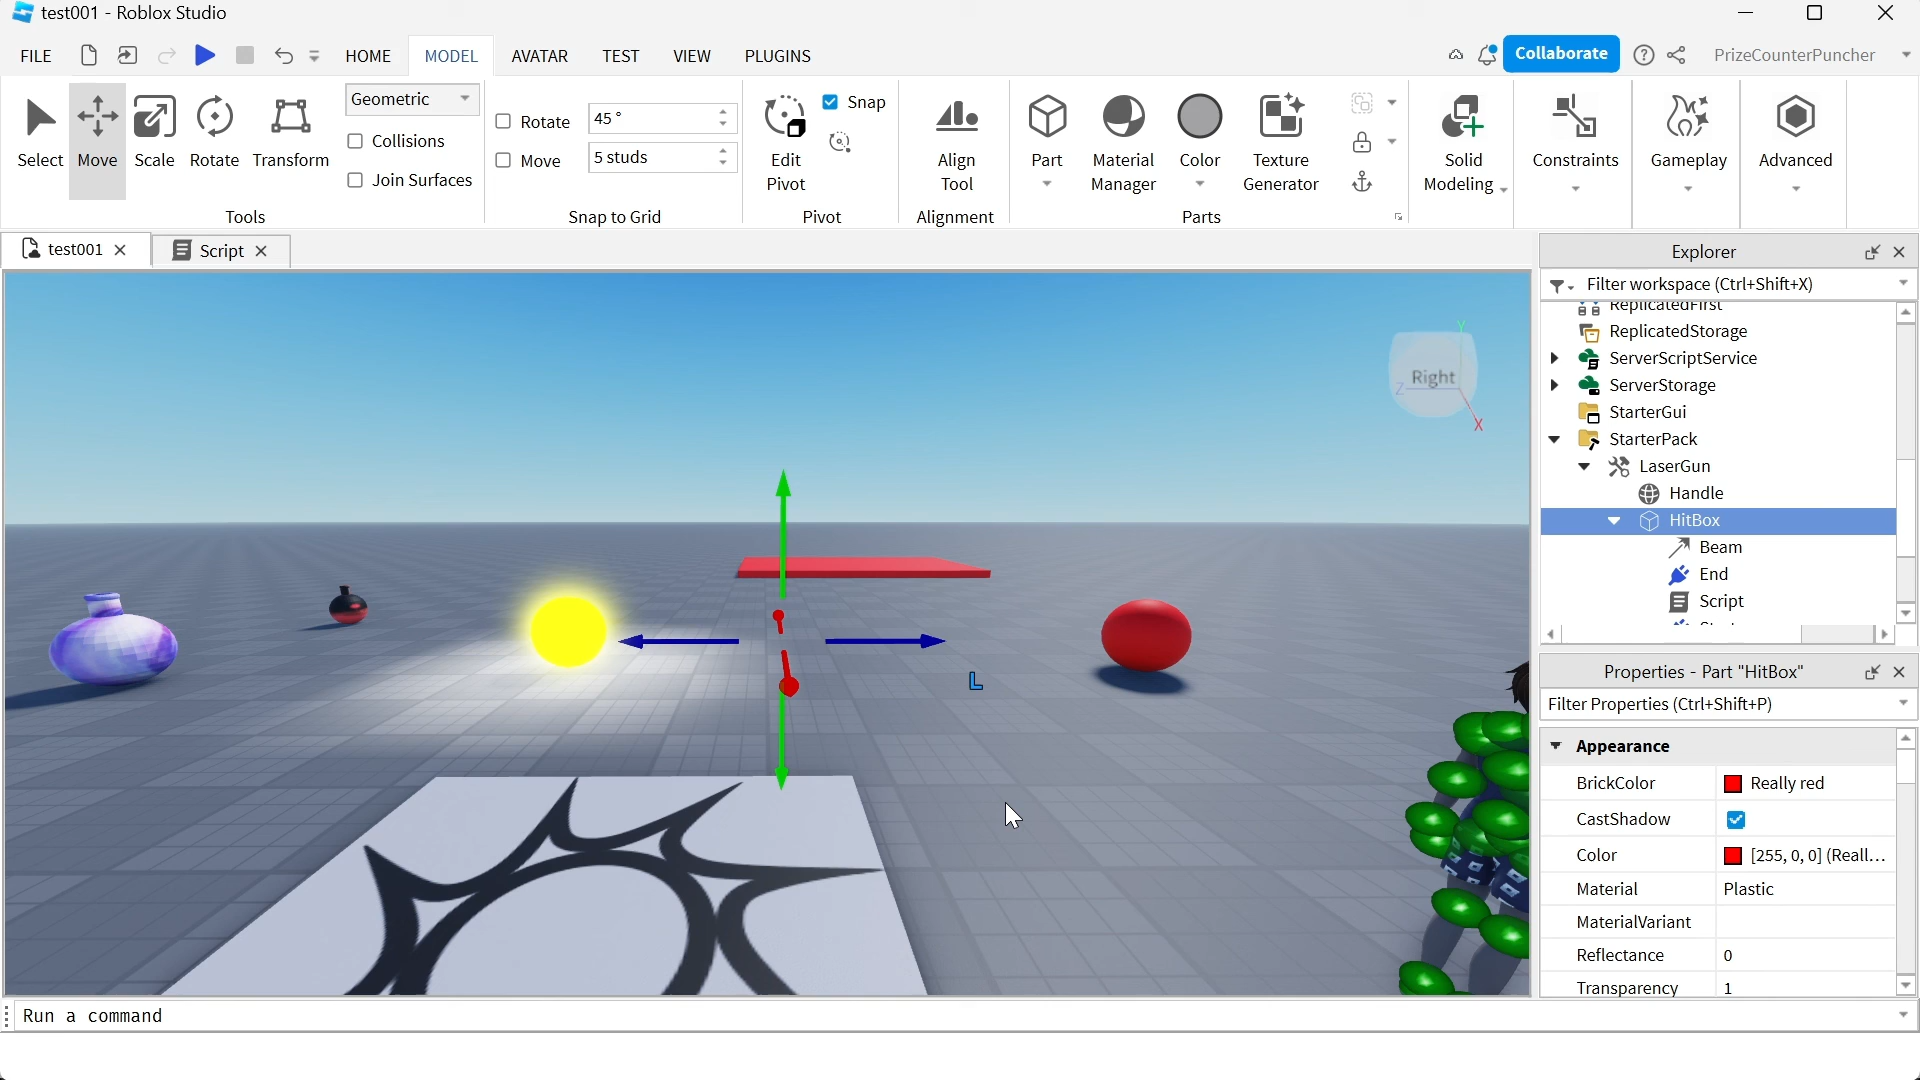 test001 - Roblox Studio
FILE
HOME
MODEL
AVATAR
TEST
VIEW
PLUGINS
Collaborate
PrizeCounterPuncher
Select
Move
Scale
Rotate
Transform
Geometric
Collisions
Join Surfaces
Tools
Rotate
45 °
Move
5 studs
Snap to Grid
Edit
Pivot
Snap
Pivot
Align
Tool
Alignment
Part
Material
Manager
Color
Texture
Generator
Parts
Solid
Modeling
Constraints
Gameplay
Advanced
test001
Script
Right
Y
Z
X
L
Explorer
Filter workspace (Ctrl+Shift+X)
ReplicatedFirst
ReplicatedStorage
ServerScriptService
ServerStorage
StarterGui
StarterPack
LaserGun
Handle
HitBox
Beam
End
Script
Properties - Part "HitBox"
Filter Properties (Ctrl+Shift+P)
Appearance
BrickColor Really red
CastShadow
Color [255, 0, 0] (Reall...
Material Plastic
MaterialVariant
Reflectance 0
Transparency 1
Run a command